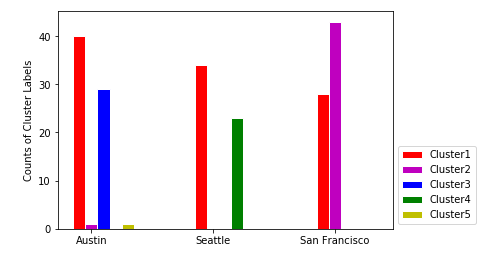 Counts of Cluster Labels
40
30
20
10
0
Austin
Seattle
San Francisco
Cluster1
Cluster2
Cluster3
Cluster4
Cluster5